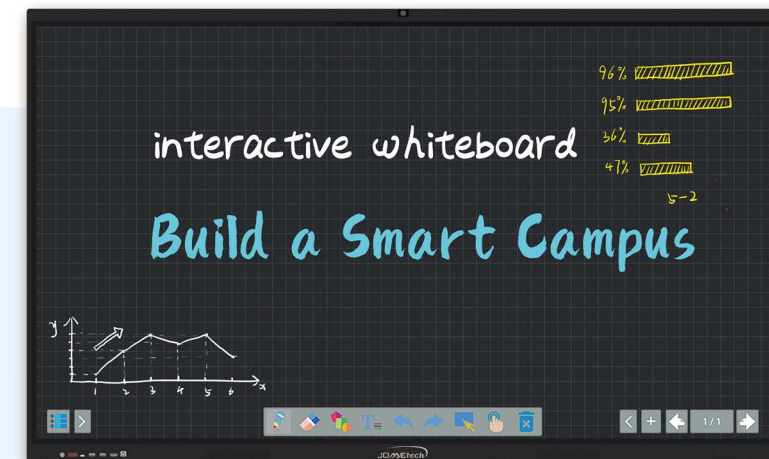 96%
95%
interactive whiteboard
36%
47%
5-2
Build a Smart Campus
y
1 2 3 4 5 6 x
T
1/1
JOMEtech